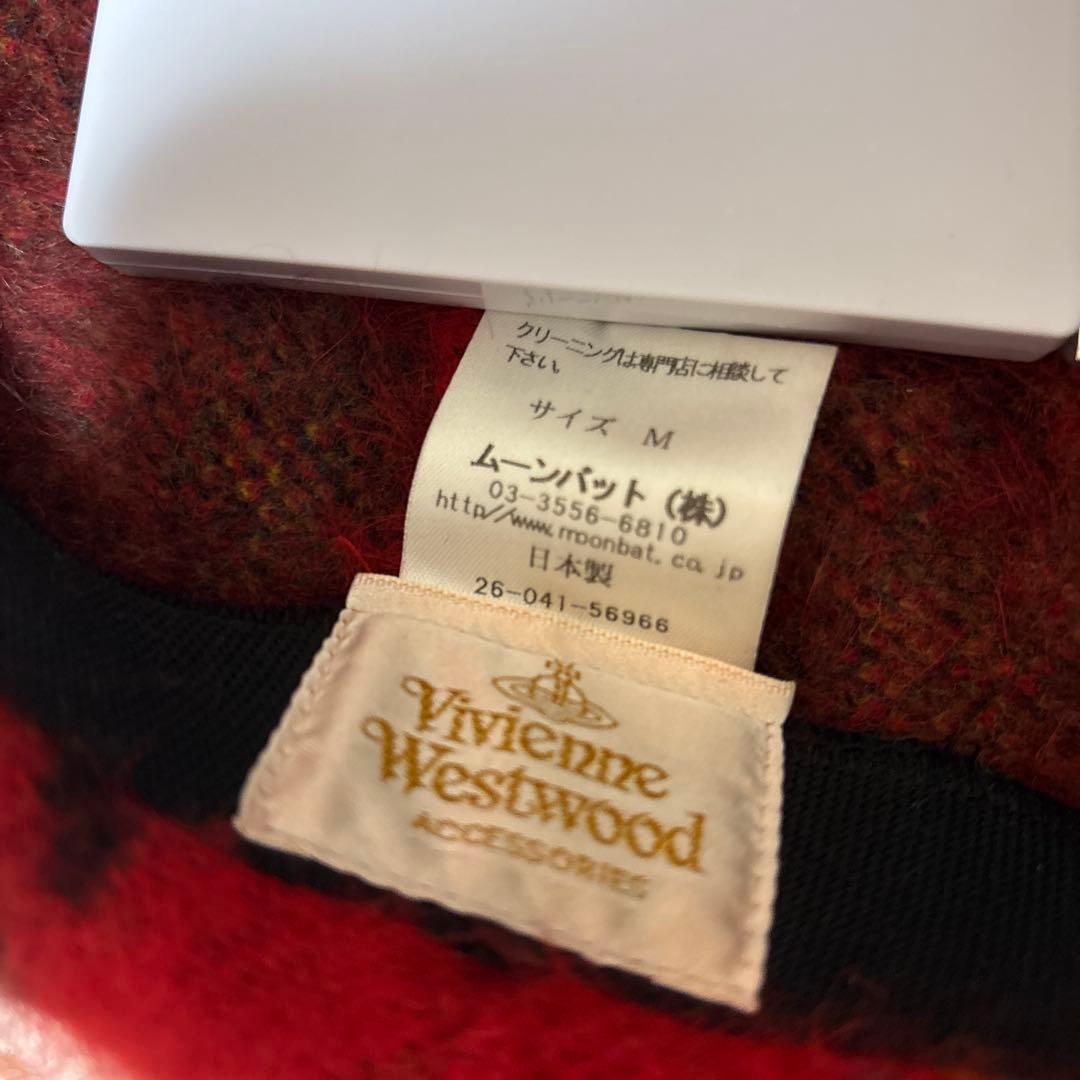 クリーニングは専門店に相談して
下さい。
サイズ M
ムーンバット（株）
03-3556-6810
http//www.moonbat.co.jp
日本製
26-041-56966
Vivienne
Westwood
ACCESSORIES